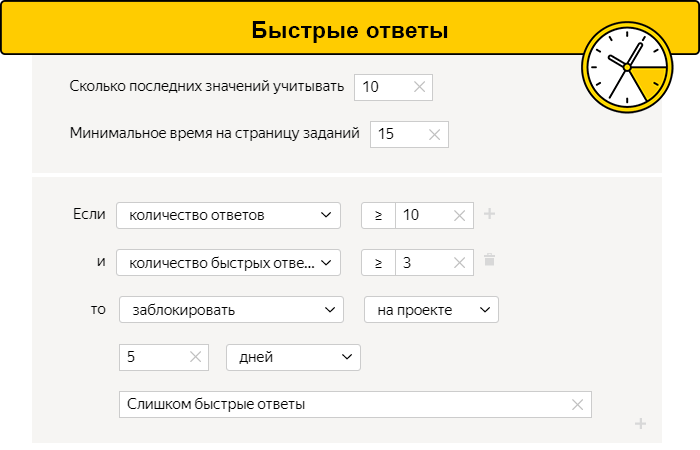 Быстрые ответы
Сколько последних значений учитывать 10
Минимальное время на страницу заданий 15
Если количество ответов ≥ 10
и количество быстрых отве... ≥ 3
то заблокировать на проекте
5 дней
Слишком быстрые ответы